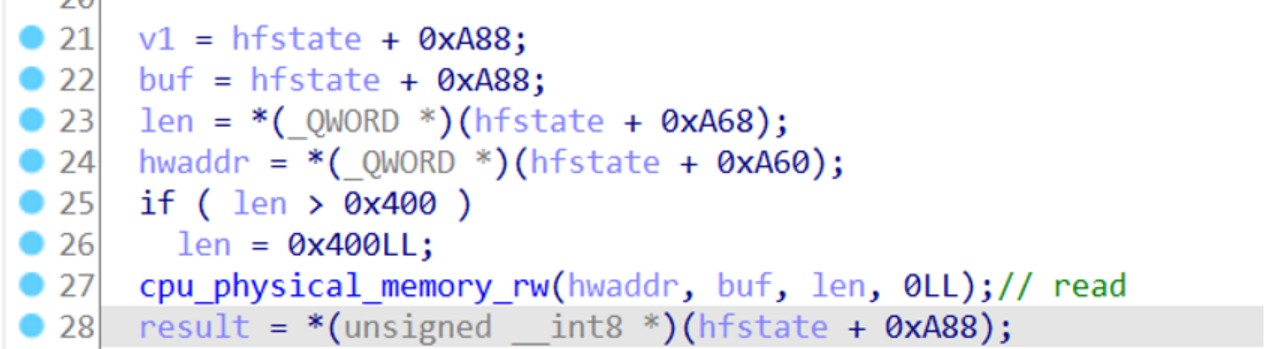 21 v1 = hfstate + 0xA88;
22 buf = hfstate + 0xA88;
23 len = *(_QWORD *)(hfstate + 0xA68);
24 hwaddr = *(_QWORD *)(hfstate + 0xA60);
25 if ( len > 0x400 )
26 len = 0x400LL;
27 cpu_physical_memory_rw(hwaddr, buf, len, 0LL);// read
28 result = *(unsigned __int8 *)(hfstate + 0xA88);